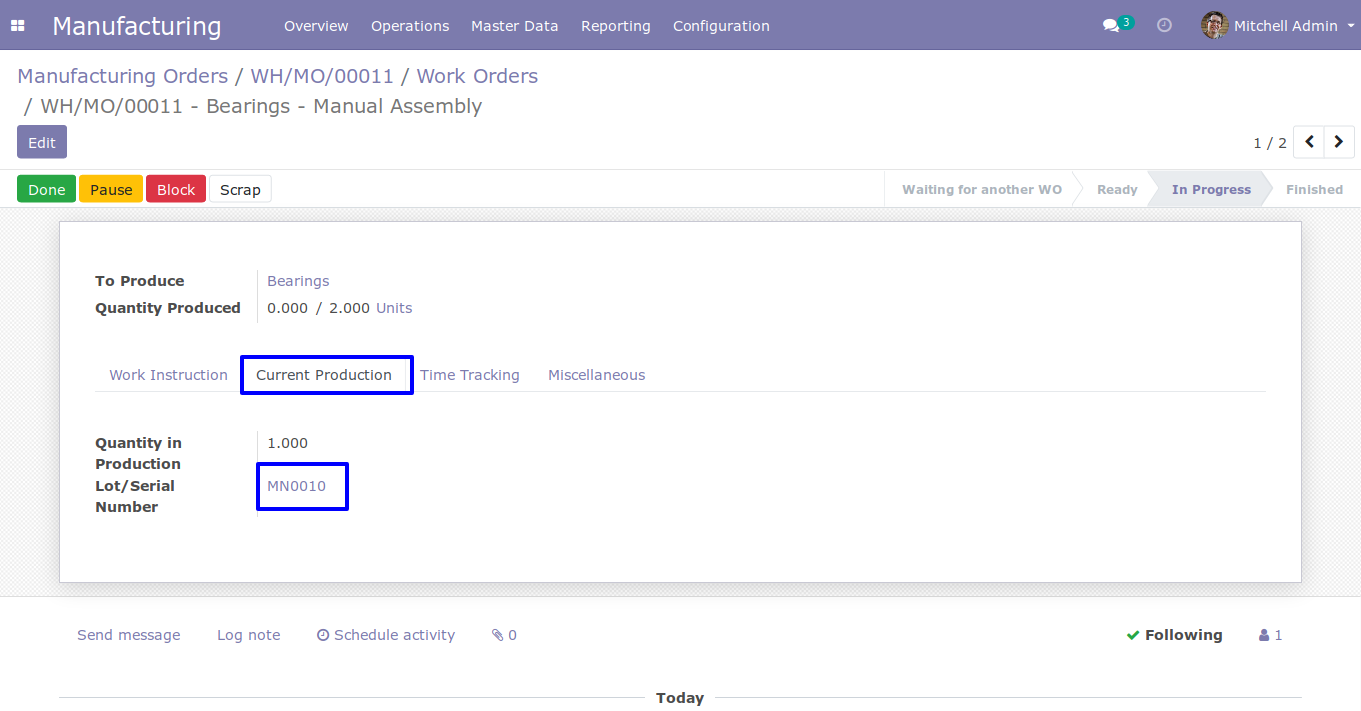 Manufacturing Overview Operations Master Data Reporting Configuration 3 Mitchell Admin
Manufacturing Orders / WH/MO/00011 / Work Orders
/ WH/MO/00011 - Bearings - Manual Assembly
Edit 1 / 2
Done Pause Block Scrap Waiting for another WO Ready In Progress Finished
To Produce Bearings
Quantity Produced 0.000 / 2.000 Units
Work Instruction Current Production Time Tracking Miscellaneous
Quantity in 1.000
Production
Lot/Serial MN0010
Number
Send message Log note Schedule activity 0 Following 1
Today